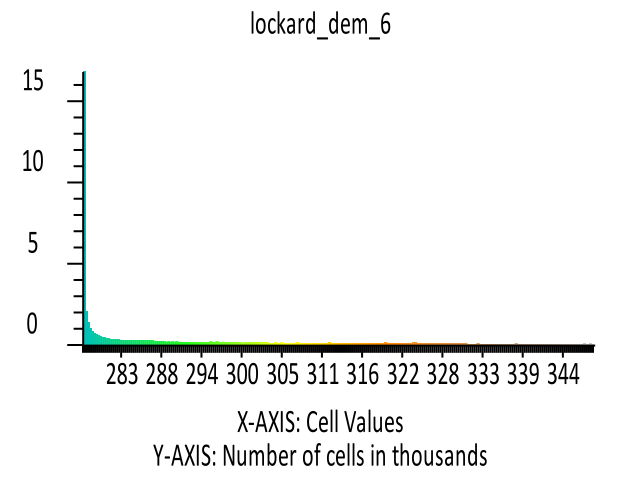 lockard_dem_6
15
10
5
0
283 288 294 300 305 311 316 322 328 333 339 344
X-AXIS: Cell Values
Y-AXIS: Number of cells in thousands